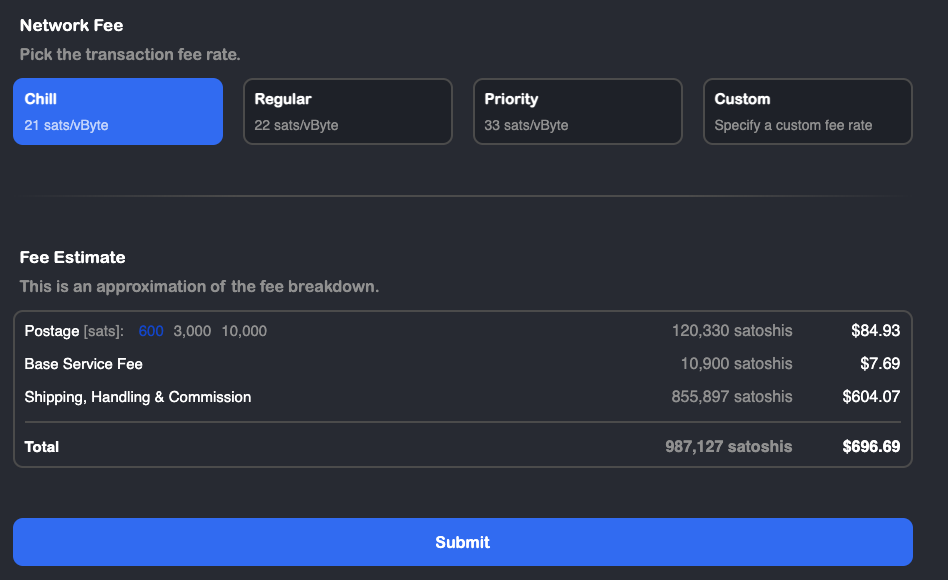 Network Fee
Pick the transaction fee rate.
Chill Regular Priority Custom
21 sats/vByte 22 sats/vByte 33 sats/vByte Specify a custom fee rate
Fee Estimate
This is an approximation of the fee breakdown.
Postage [sats]: 600 3,000 10,000 120,330 satoshis $84.93
Base Service Fee 10,900 satoshis $7.69
Shipping, Handling & Commission 855,897 satoshis $604.07
Total 987,127 satoshis $696.69
Submit